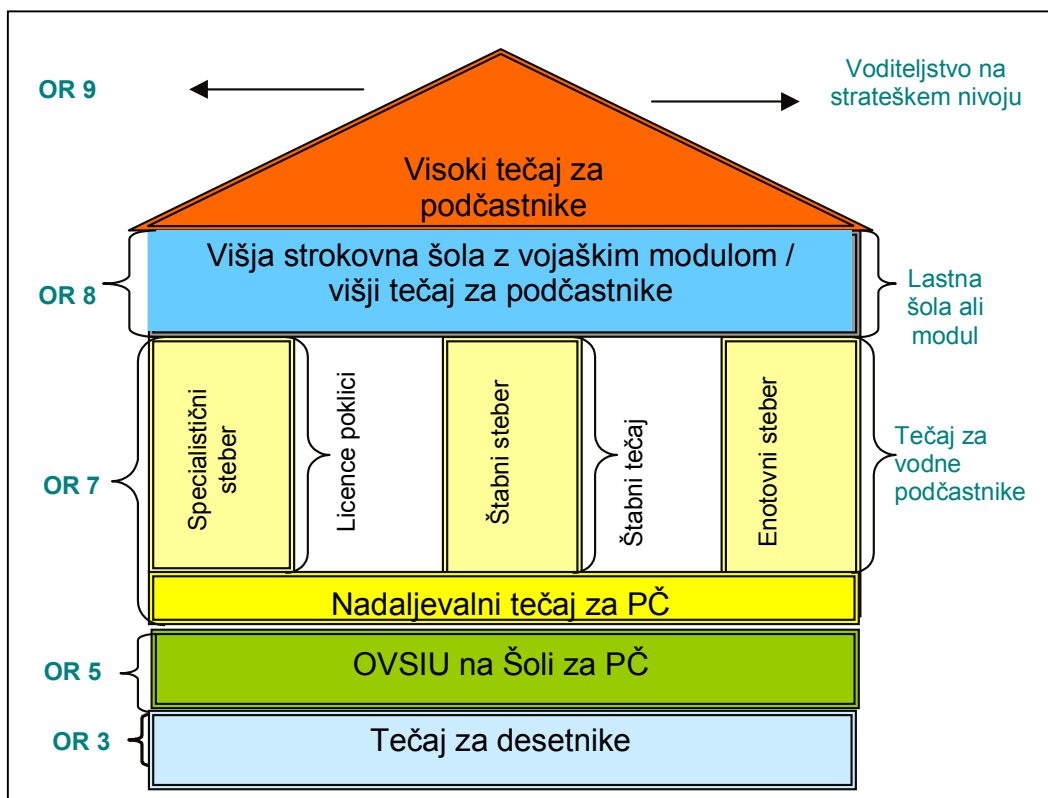 OR 9
Voditeljstvo na
strateškem nivoju
Visoki tečaj za
podčastnike
OR 8
Višja strokovna šola z vojaškim modulom /
višji tečaj za podčastnike
Lastna
šola ali
modul
OR 7
Specialistični
steber
Licence poklici
Štabni steber
Štabni tečaj
Enotovni steber
Tečaj za
vodne
podčastnike
Nadaljevalni tečaj za PČ
OR 5
OVSIU na Šoli za PČ
OR 3
Tečaj za desetnike